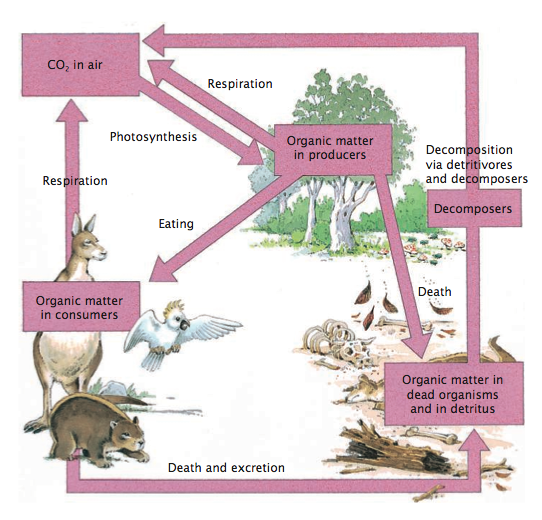 CO₂ in air
Respiration
Photosynthesis
Organic matter
in producers
Decomposition
via detritivores
and decomposers
Respiration
Decomposers
Eating
Organic matter
in consumers
Death
Organic matter in
dead organisms
and in detritus
Death and excretion